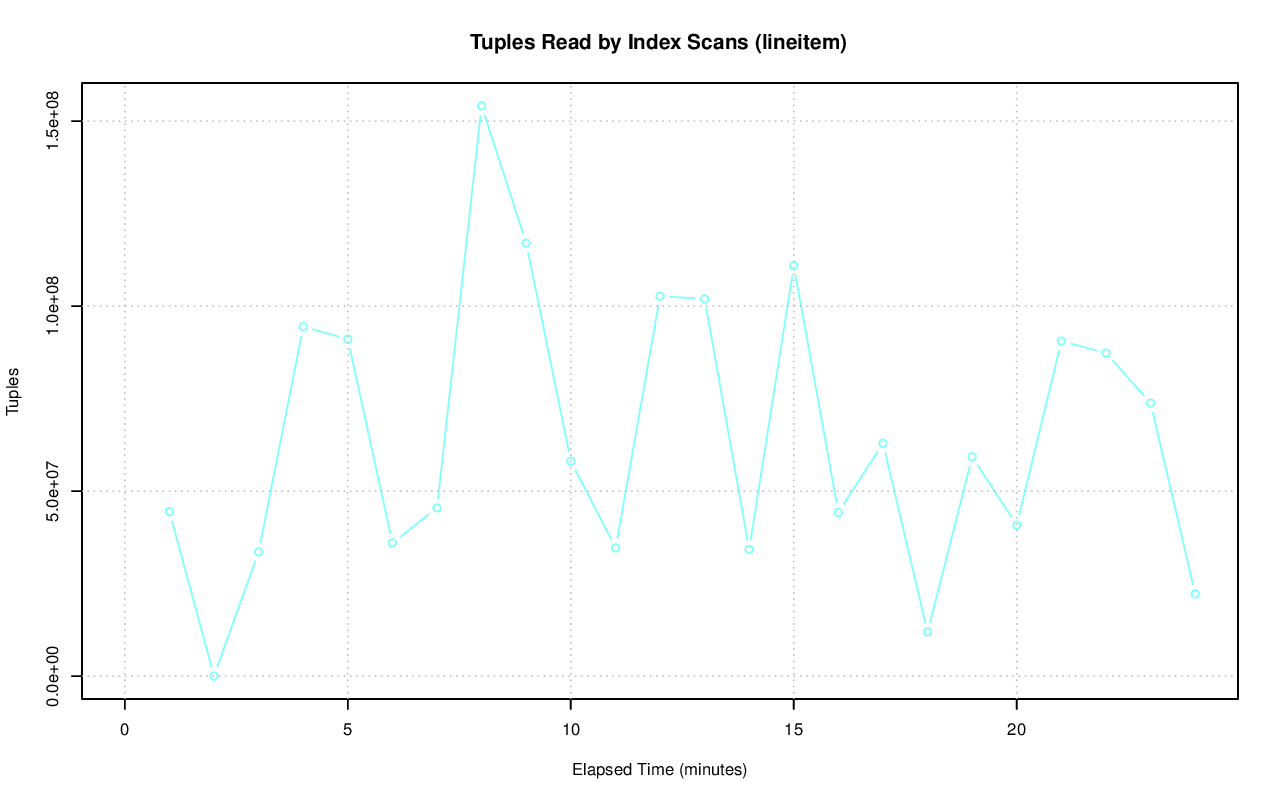 Tuples Read by Index Scans (lineitem)
1.5e+08
1.0e+08
5.0e+07
0.0e+00
Tuples
0 5 10 15 20
Elapsed Time (minutes)